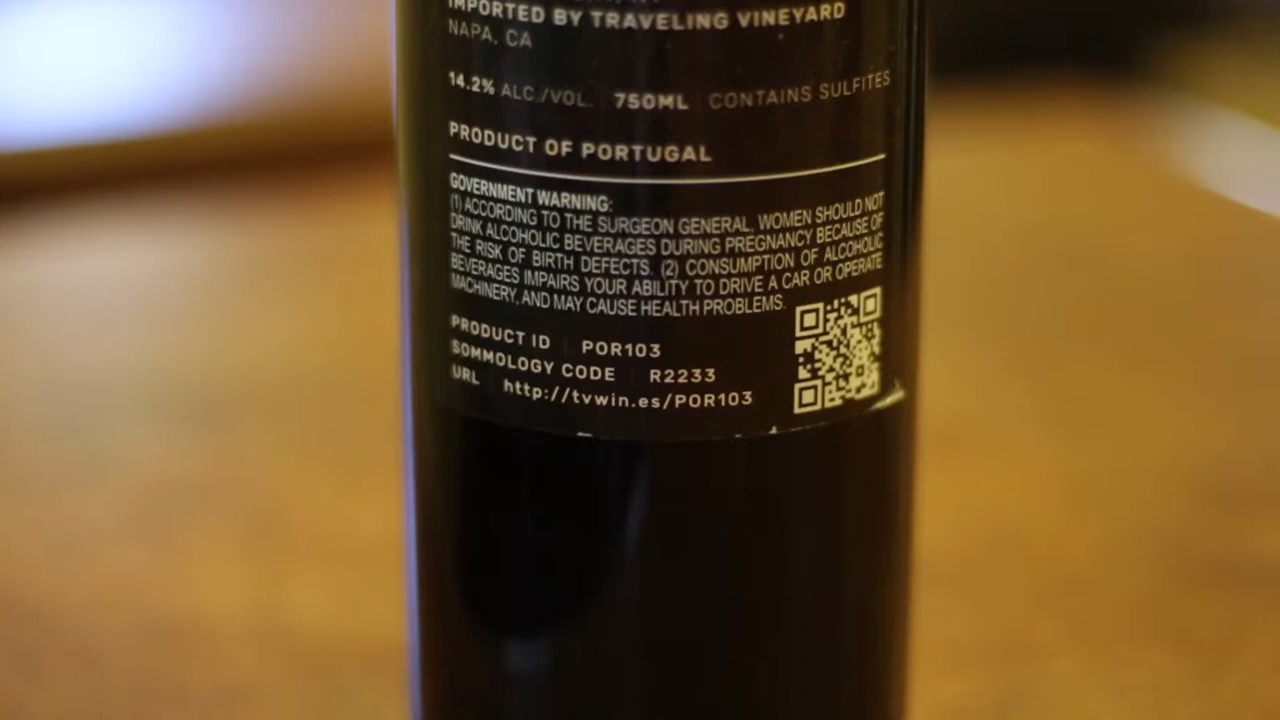 IMPORTED BY TRAVELING VINEYARD
NAPA, CA
14.2% ALC./VOL. 750ML CONTAINS SULFITES
PRODUCT OF PORTUGAL
GOVERNMENT WARNING:
(1) ACCORDING TO THE SURGEON GENERAL, WOMEN SHOULD NOT
DRINK ALCOHOLIC BEVERAGES DURING PREGNANCY BECAUSE OF
THE RISK OF BIRTH DEFECTS. (2) CONSUMPTION OF ALCOHOLIC
BEVERAGES IMPAIRS YOUR ABILITY TO DRIVE A CAR OR OPERATE
MACHINERY, AND MAY CAUSE HEALTH PROBLEMS.
PRODUCT ID POR103
SOMMOLOGY CODE R2233
URL http://tvwin.es/POR103